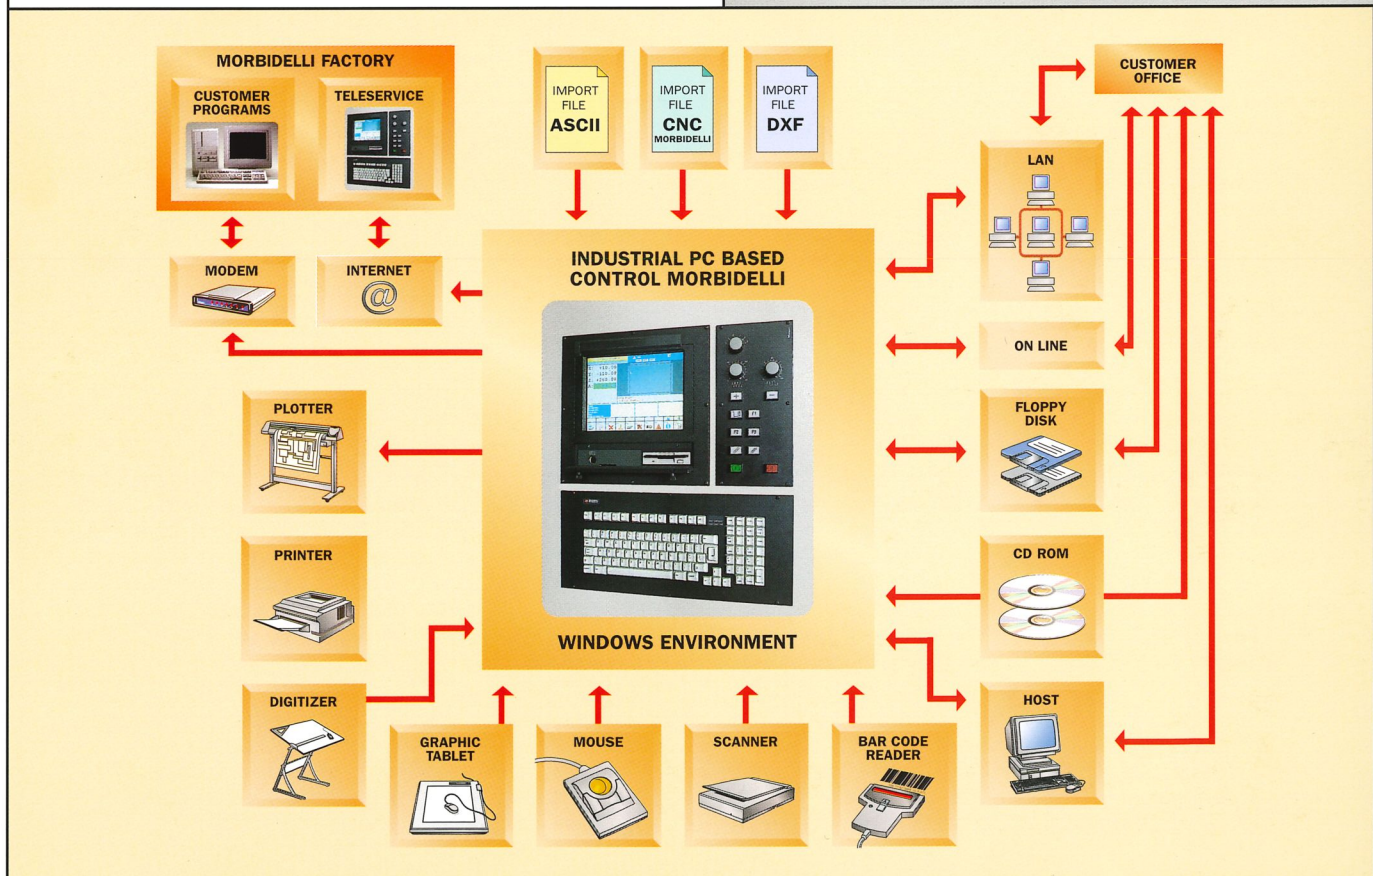 MORBIDELLI FACTORY
CUSTOMER
PROGRAMS
TELESERVICE
IMPORT
FILE
ASCII
IMPORT
FILE
CNC
MORBIDELLI
IMPORT
FILE
DXF
CUSTOMER
OFFICE
LAN
MODEM
INTERNET
@
INDUSTRIAL PC BASED
CONTROL MORBIDELLI
ON LINE
PLOTTER
FLOPPY
DISK
PRINTER
CD ROM
WINDOWS ENVIRONMENT
DIGITIZER
GRAPHIC
TABLET
MOUSE
SCANNER
BAR CODE
READER
HOST